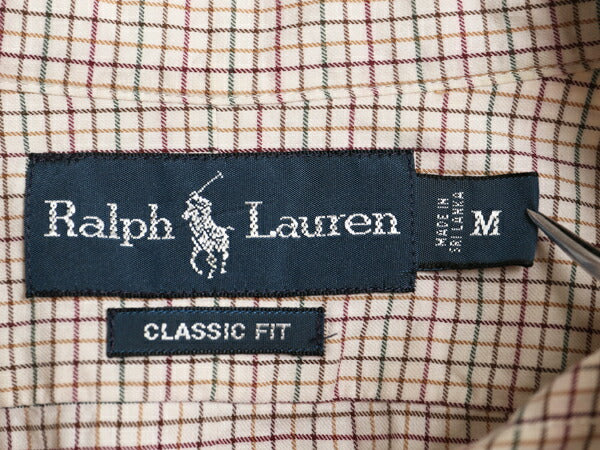 Ralph Lauren
MADE IN
SRI LANKA
M
CLASSIC FIT